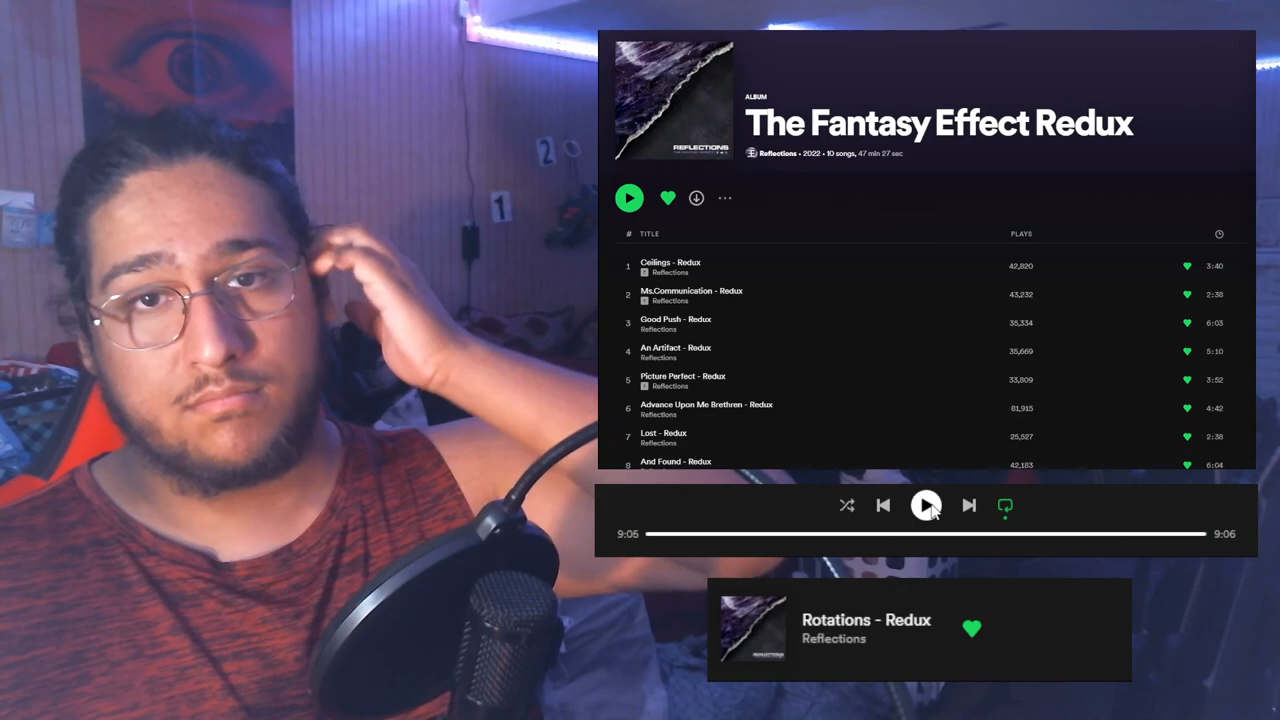 2
1
REFLECTIONS
ALBUM
The Fantasy Effect Redux
Reflections • 2022 • 10 songs, 47 min 27 sec
# TITLE PLAYS
1 Ceilings - Redux 42,820 3:40
E Reflections
2 Ms.Communication - Redux 43,232 2:38
E Reflections
3 Good Push - Redux 35,334 6:03
Reflections
4 An Artifact - Redux 35,669 5:10
Reflections
5 Picture Perfect - Redux 33,809 3:52
E Reflections
6 Advance Upon Me Brethren - Redux 81,915 4:42
Reflections
7 Lost - Redux 25,527 2:38
Reflections
8 And Found - Redux 42,183 6:04
9:05 9:06
Rotations - Redux
Reflections